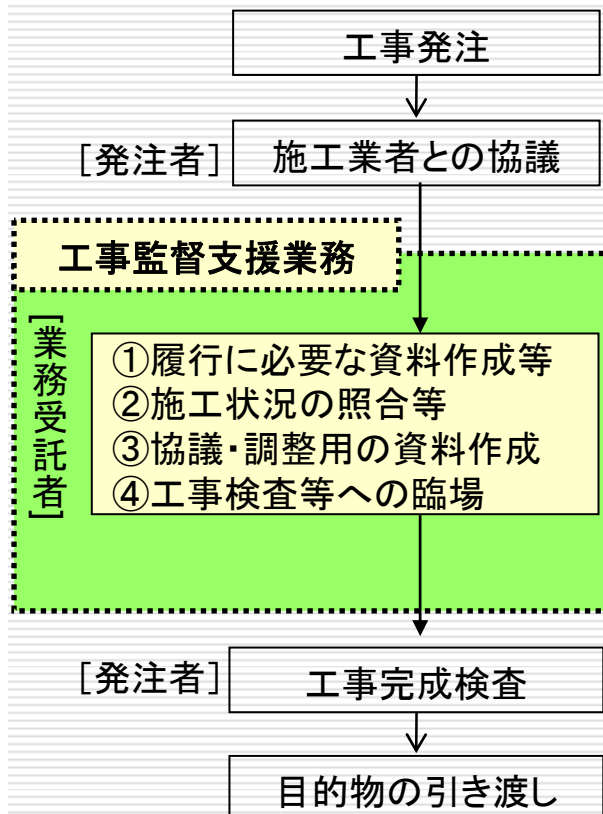 工事発注
[発注者]
施工業者との協議
工事監督支援業務
[業務受託者]
①履行に必要な資料作成等
②施工状況の照合等
③協議・調整用の資料作成
④工事検査等への臨場
[発注者]
工事完成検査
目的物の引き渡し